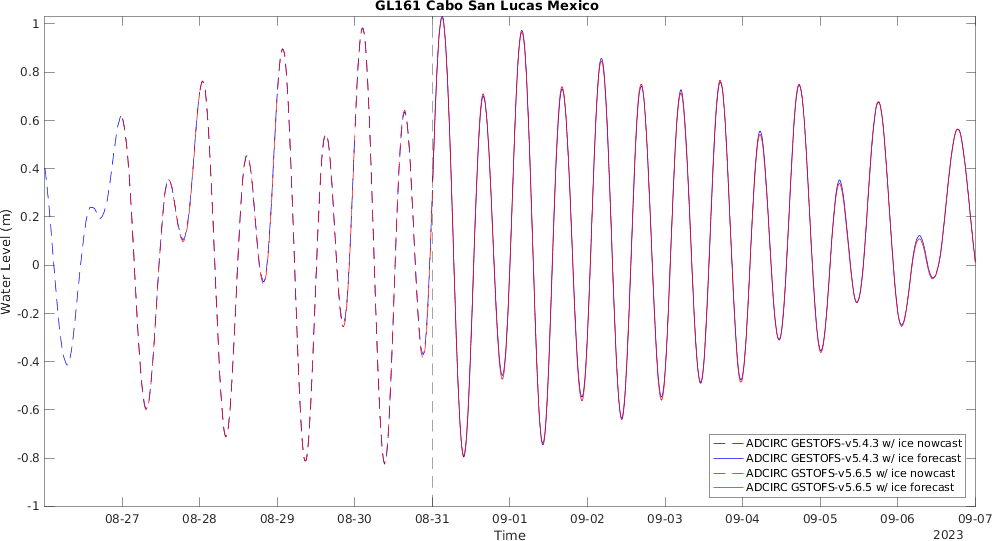 GL161 Cabo San Lucas Mexico
1
0.8
0.6
0.4
0.2
0
-0.2
-0.4
-0.6
-0.8
-1
Water Level (m)
ADCIRC GESTOFS-v5.4.3 w/ ice nowcast
ADCIRC GESTOFS-v5.4.3 w/ ice forecast
ADCIRC GSTOFS-v5.6.5 w/ ice nowcast
ADCIRC GSTOFS-v5.6.5 w/ ice forecast
08-27 08-28 08-29 08-30 08-31 09-01 09-02 09-03 09-04 09-05 09-06 09-07
Time 2023